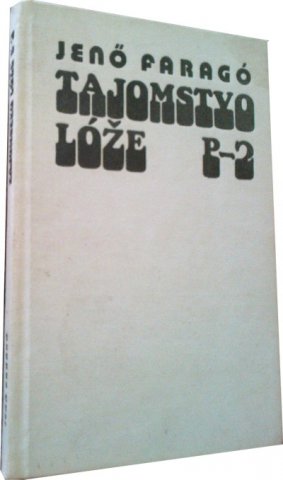 JENŐ FARAGÓ
TAJOMSTVO
LÓŽE P-2